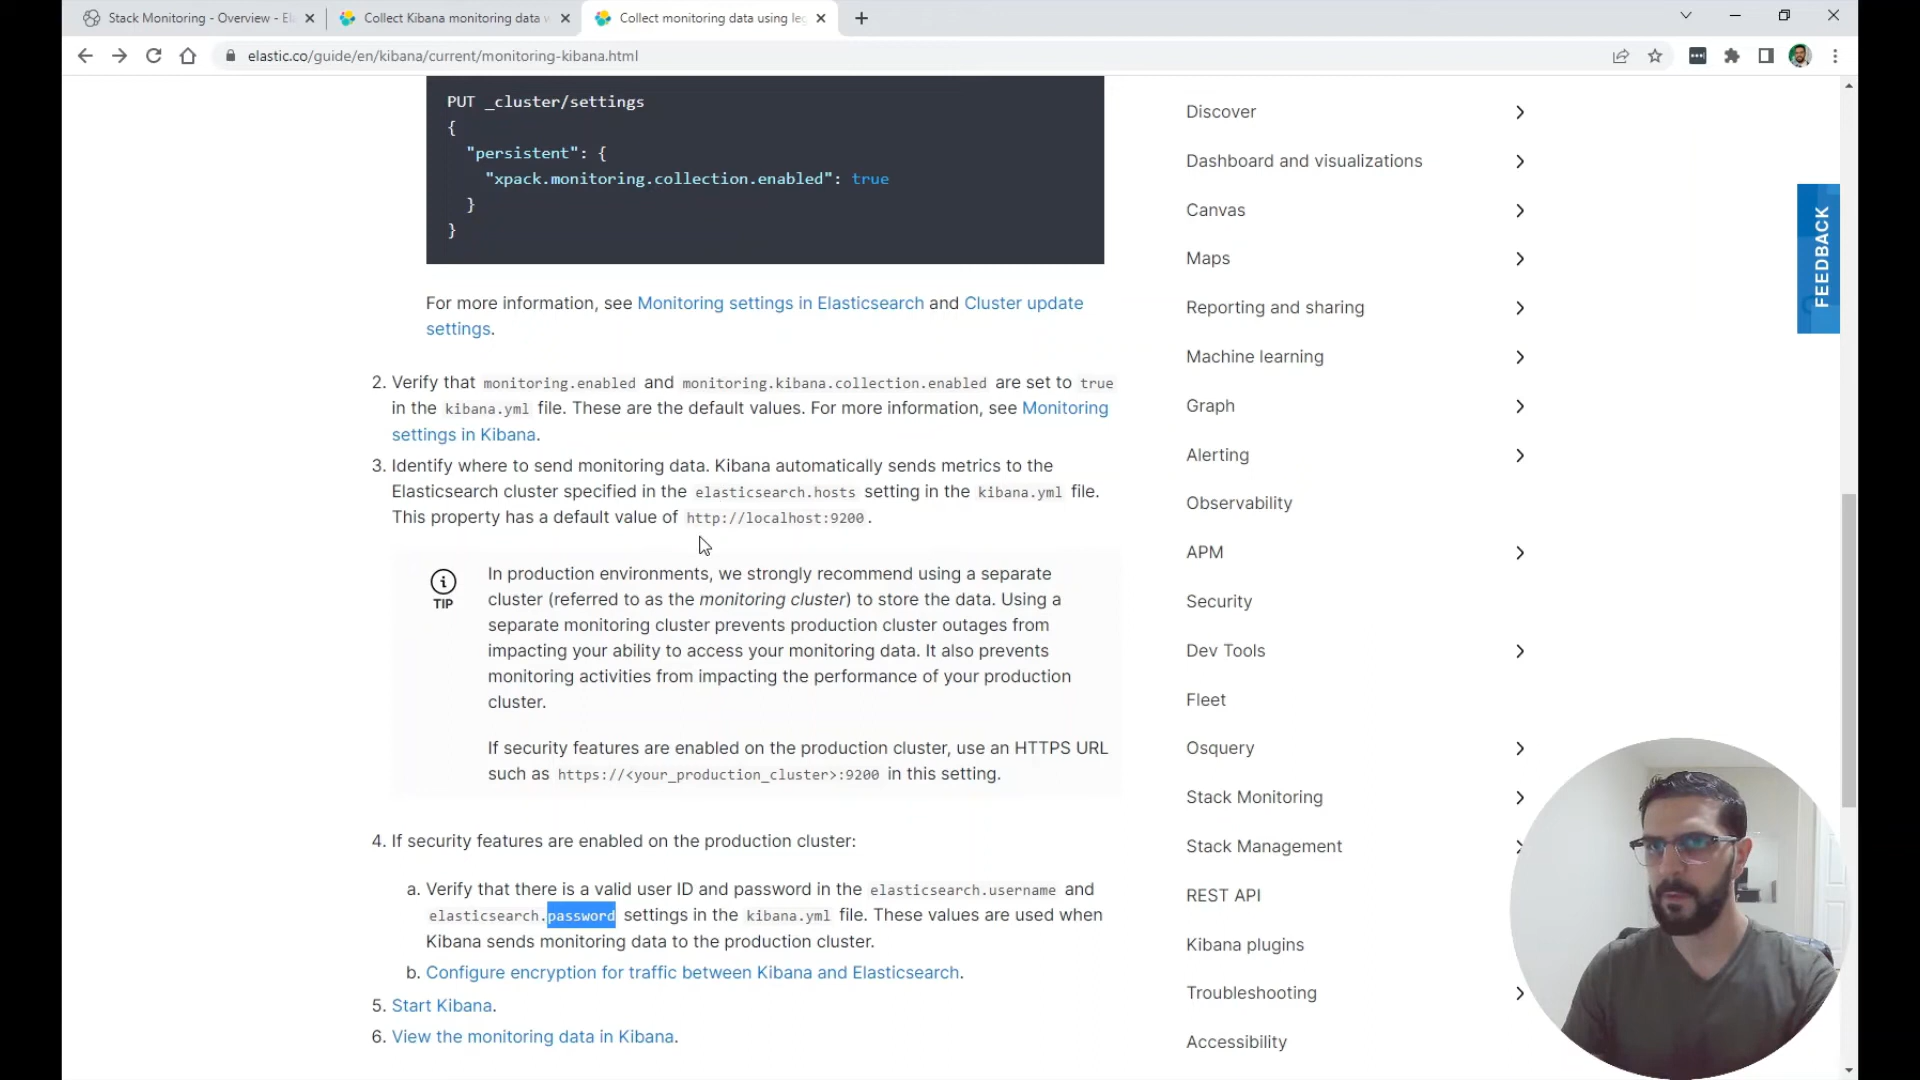 Stack Monitoring - Overview - El
Collect Kibana monitoring data w
Collect monitoring data using leg
elastic.co/guide/en/kibana/current/monitoring-kibana.html
PUT _cluster/settings
{
"persistent": {
"xpack.monitoring.collection.enabled": true
}
}
For more information, see Monitoring settings in Elasticsearch and Cluster update
settings.
2. Verify that monitoring.enabled and monitoring.kibana.collection.enabled are set to true
in the kibana.yml file. These are the default values. For more information, see Monitoring
settings in Kibana.
3. Identify where to send monitoring data. Kibana automatically sends metrics to the
Elasticsearch cluster specified in the elasticsearch.hosts setting in the kibana.yml file.
This property has a default value of http://localhost:9200.
TIP
In production environments, we strongly recommend using a separate
cluster (referred to as the monitoring cluster) to store the data. Using a
separate monitoring cluster prevents production cluster outages from
impacting your ability to access your monitoring data. It also prevents
monitoring activities from impacting the performance of your production
cluster.
If security features are enabled on the production cluster, use an HTTPS URL
such as https://<your_production_cluster>:9200 in this setting.
4. If security features are enabled on the production cluster:
a. Verify that there is a valid user ID and password in the elasticsearch.username and
elasticsearch.password settings in the kibana.yml file. These values are used when
Kibana sends monitoring data to the production cluster.
b. Configure encryption for traffic between Kibana and Elasticsearch.
5. Start Kibana.
6. View the monitoring data in Kibana.
Discover
Dashboard and visualizations
Canvas
Maps
Reporting and sharing
Machine learning
Graph
Alerting
Observability
APM
Security
Dev Tools
Fleet
Osquery
Stack Monitoring
Stack Management
REST API
Kibana plugins
Troubleshooting
Accessibility
FEEDBACK